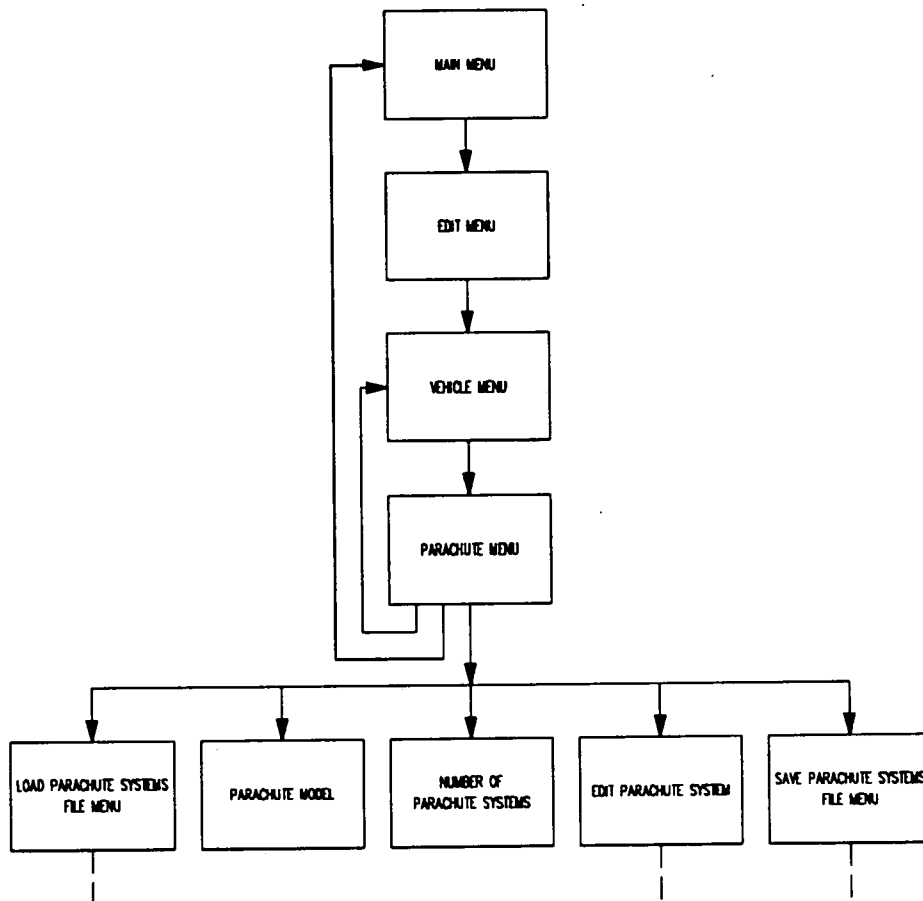 MAIN MENU
EDIT MENU
VEHICLE MENU
PARACHUTE MENU
LOAD PARACHUTE SYSTEMS
FILE MENU
PARACHUTE MODEL
NUMBER OF
PARACHUTE SYSTEMS
EDIT PARACHUTE SYSTEM
SAVE PARACHUTE SYSTEMS
FILE MENU